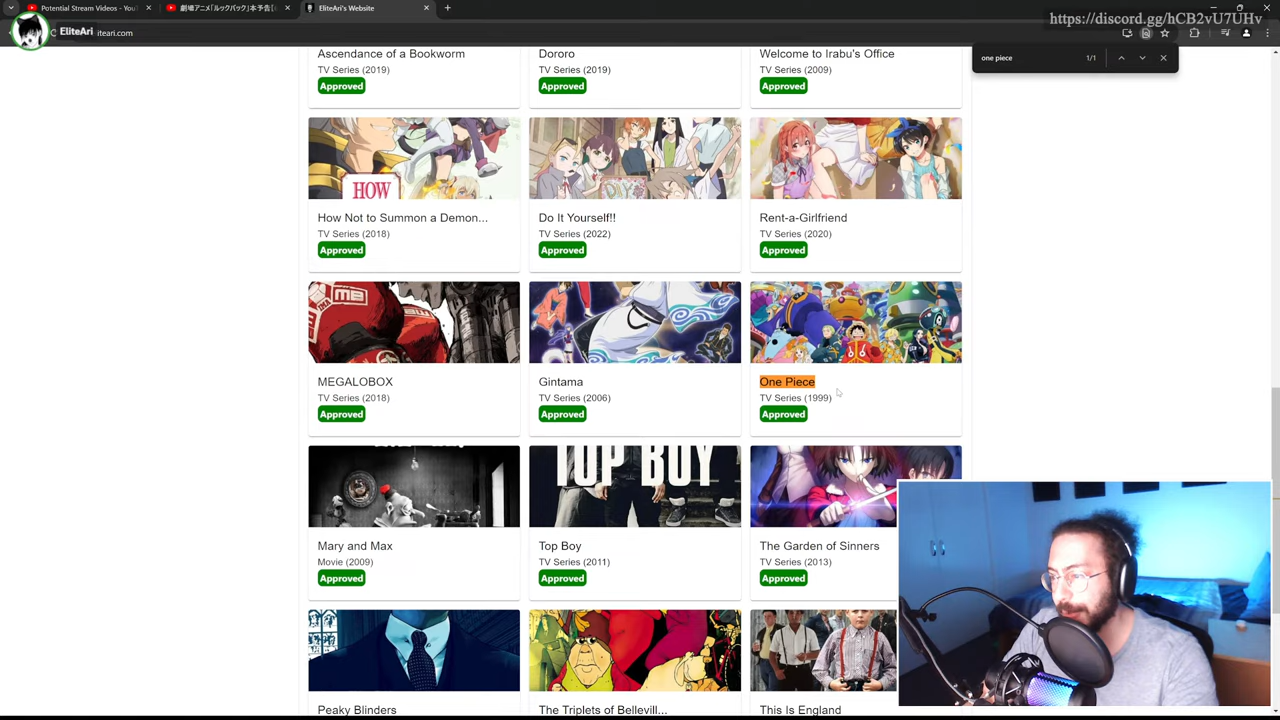 Potential Stream Videos - You
劇場アニメ「ルックバック」本予告【
EliteAri's Website
https://discord.gg/hCB2vU7UHv
EliteAri
iteari.com
one piece
1/1
Ascendance of a Bookworm
TV Series (2019)
Approved
Dororo
TV Series (2019)
Approved
Welcome to Irabu's Office
TV Series (2009)
Approved
HOW
How Not to Summon a Demon...
TV Series (2018)
Approved
Do It Yourself!!
TV Series (2022)
Approved
Rent-a-Girlfriend
TV Series (2020)
Approved
MEGALOBOX
TV Series (2018)
Approved
Gintama
TV Series (2006)
Approved
One Piece
TV Series (1999)
Approved
Mary and Max
Movie (2009)
Approved
TOP BOY
Top Boy
TV Series (2011)
Approved
The Garden of Sinners
TV Series (2013)
Approved
Peaky Blinders
The Triplets of Bellevill...
This Is England